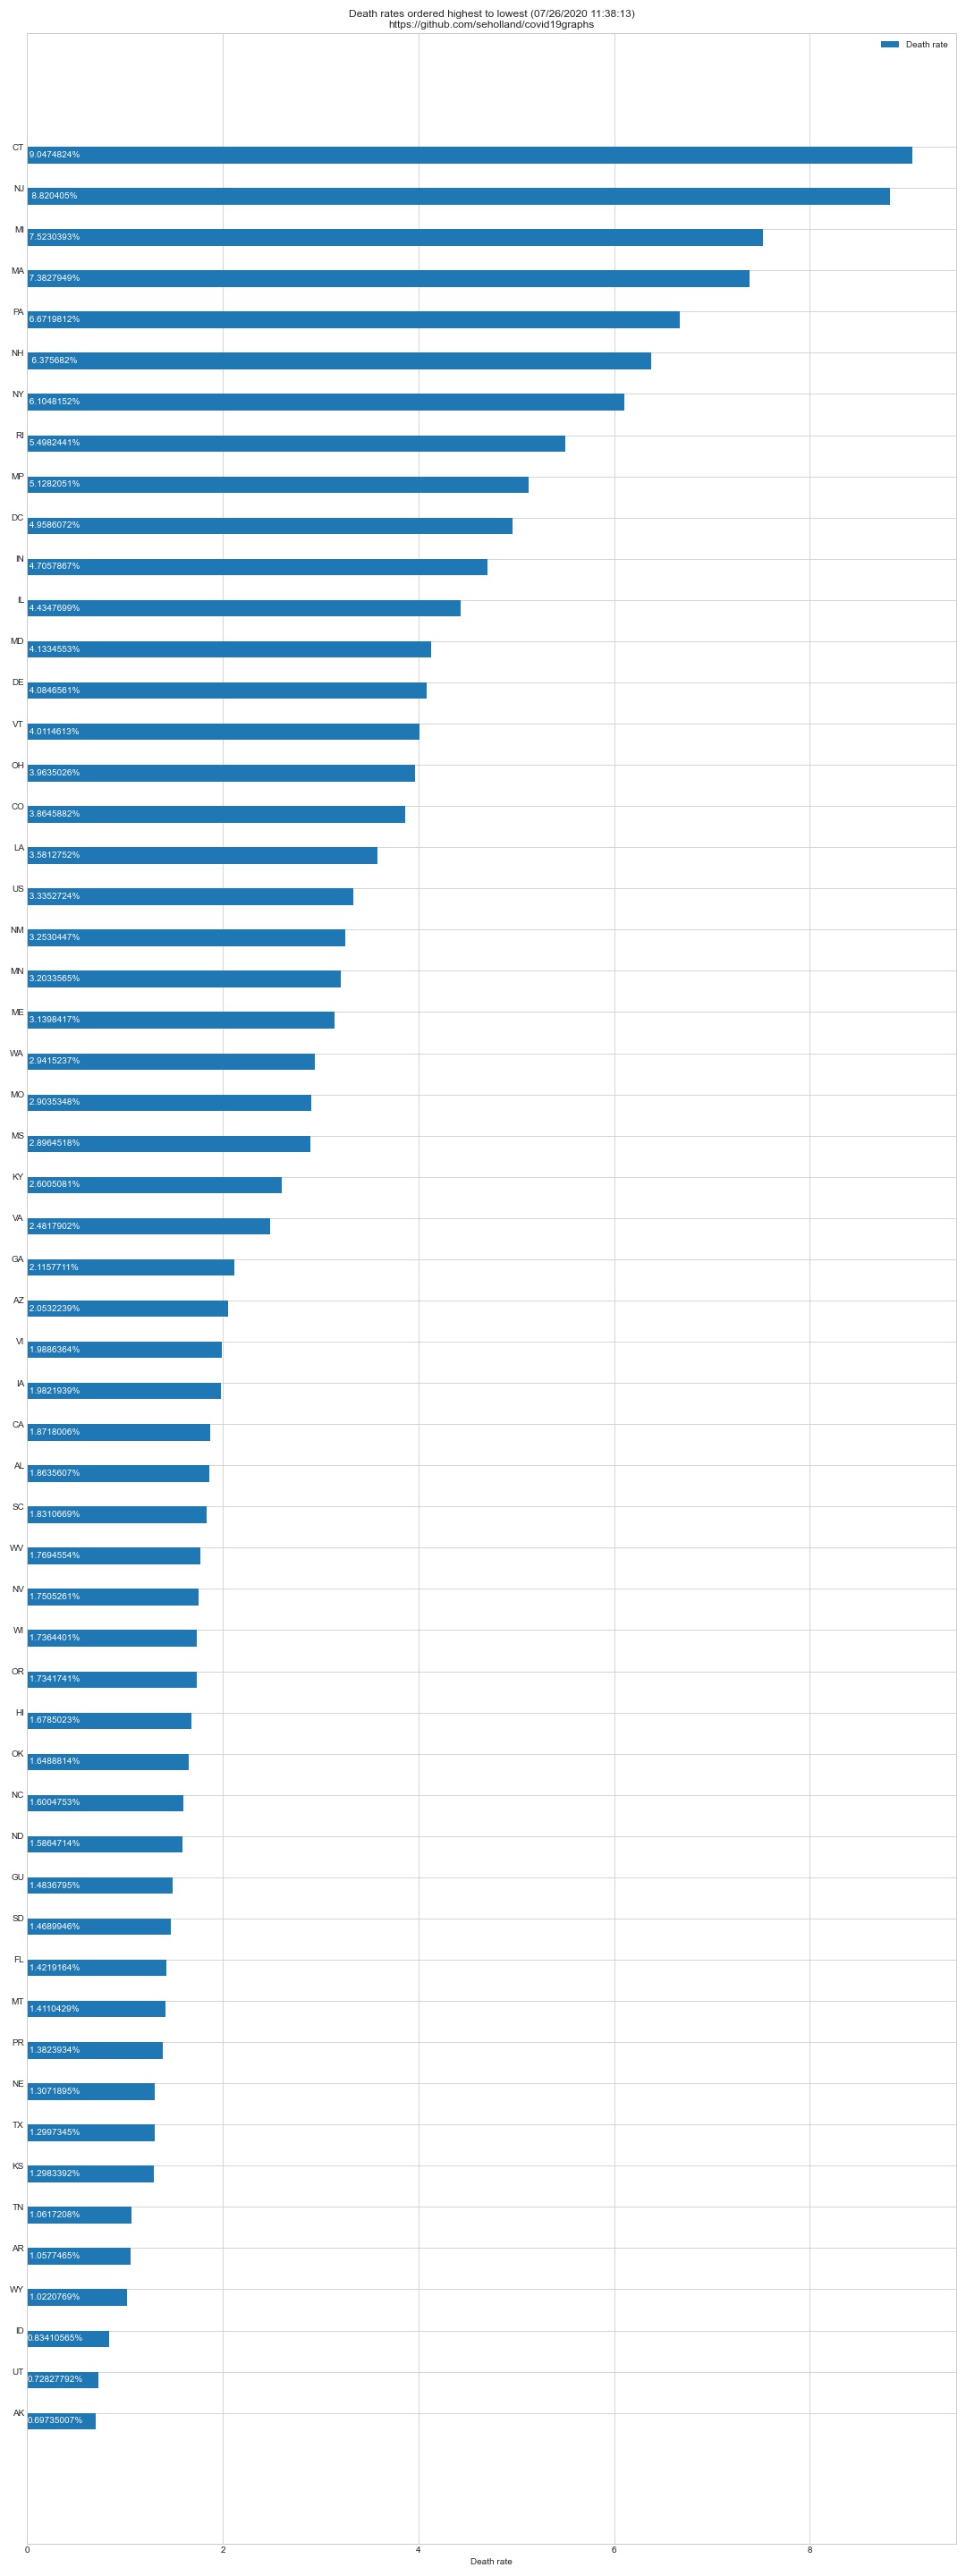 Death rates ordered highest to lowest (07/26/2020 11:38:13)
https://github.com/seholland/covid19graphs
Death rate
CT 9.0474824%
NJ 8.820405%
MI 7.5230393%
MA 7.3827949%
PA 6.6719812%
NH 6.375682%
NY 6.1048152%
RI 5.4982441%
MP 5.1282051%
DC 4.9586072%
IN 4.7057867%
IL 4.4347699%
MD 4.1334553%
DE 4.0846561%
VT 4.0114613%
OH 3.9635026%
CO 3.8645882%
LA 3.5812752%
US 3.3352724%
NM 3.2530447%
MN 3.2033565%
ME 3.1398417%
WA 2.9415237%
MO 2.9035348%
MS 2.8964518%
KY 2.6005081%
VA 2.4817902%
GA 2.1157711%
AZ 2.0532239%
VI 1.9886364%
IA 1.9821939%
CA 1.8718006%
AL 1.8635607%
SC 1.8310669%
WV 1.7694554%
NV 1.7505261%
WI 1.7364401%
OR 1.7341741%
HI 1.6785023%
OK 1.6488814%
NC 1.6004753%
ND 1.5864714%
GU 1.4836795%
SD 1.4689946%
FL 1.4219164%
MT 1.4110429%
PR 1.3823934%
NE 1.3071895%
TX 1.2997345%
KS 1.2983392%
TN 1.0617208%
AR 1.0577465%
WY 1.0220769%
ID 0.83410565%
UT 0.72827792%
AK 0.69735007%
0 2 4 6 8
Death rate